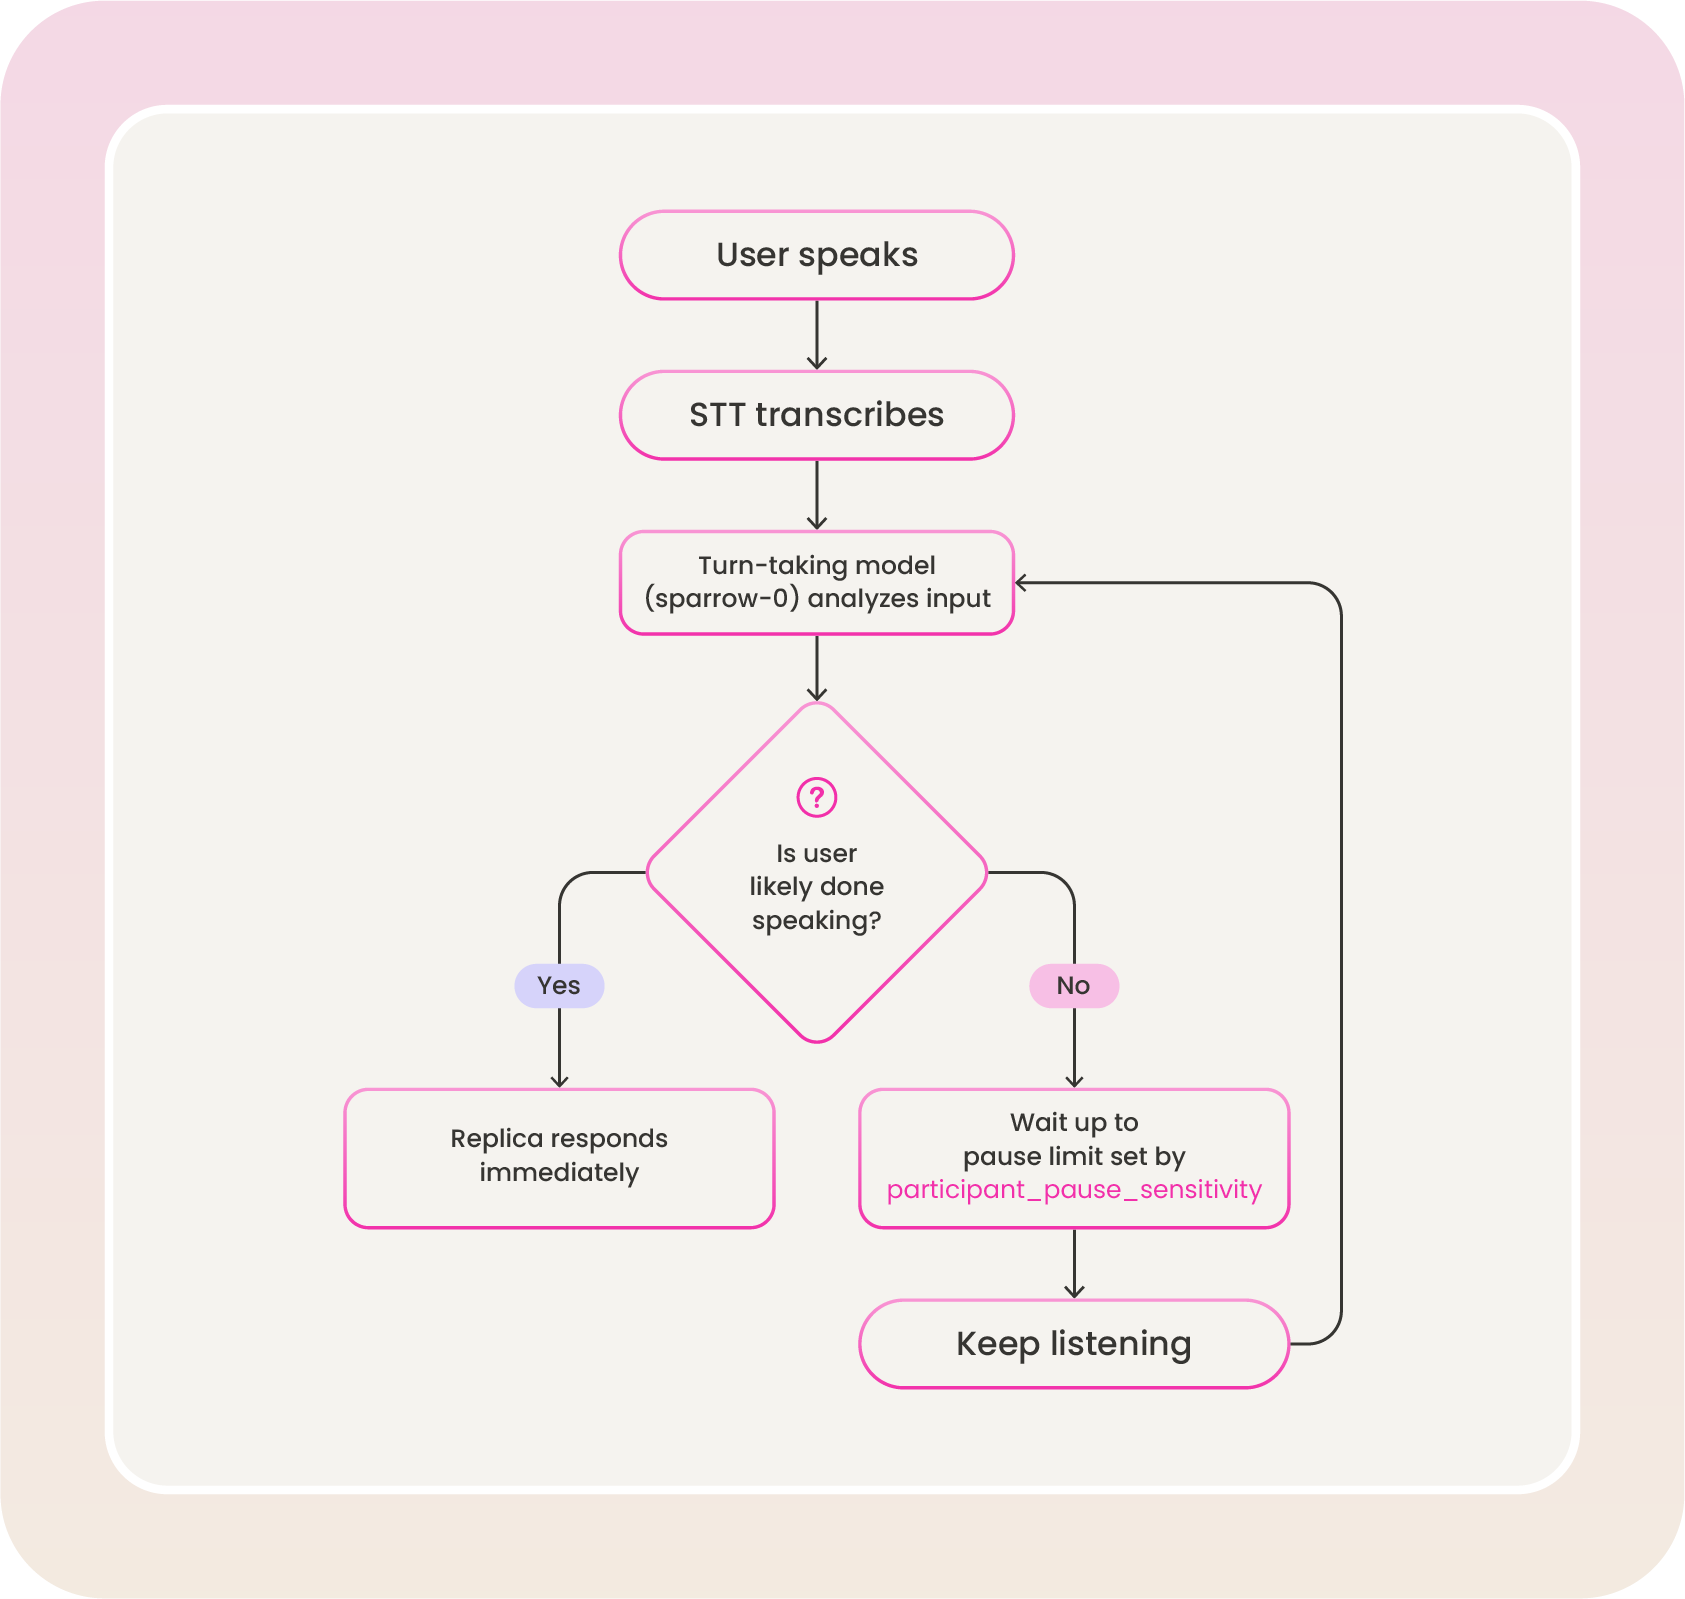 User speaks
STT transcribes
Turn-taking model
(sparrow-0) analyzes input
?
Is user
likely done
speaking?
Yes
No
Replica responds
immediately
Wait up to
pause limit set by
participant_pause_sensitivity
Keep listening